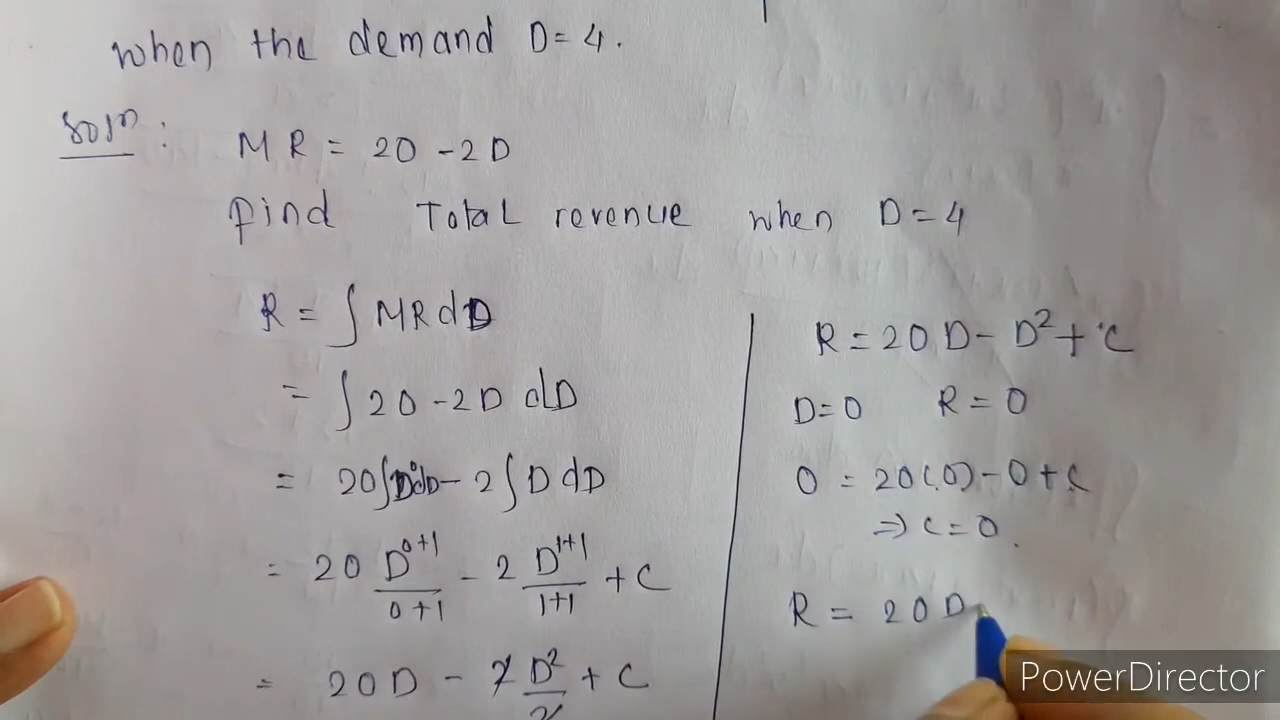 when the demand D=4.
Soln :
MR = 20 - 2D
Find Total revenue when D=4
R = ∫ MR dD
= ∫ 20 - 2D dD
= 20∫D⁰dD - 2∫D dD
= 20 D^(0+1)/(0+1) - 2 D^(1+1)/(1+1) + C
= 20D - 2 D²/2 + C
R = 20D - D² + C
D=0 R=0
0 = 20(0) - 0 + C
⇒ C=0.
R = 20D
PowerDirector